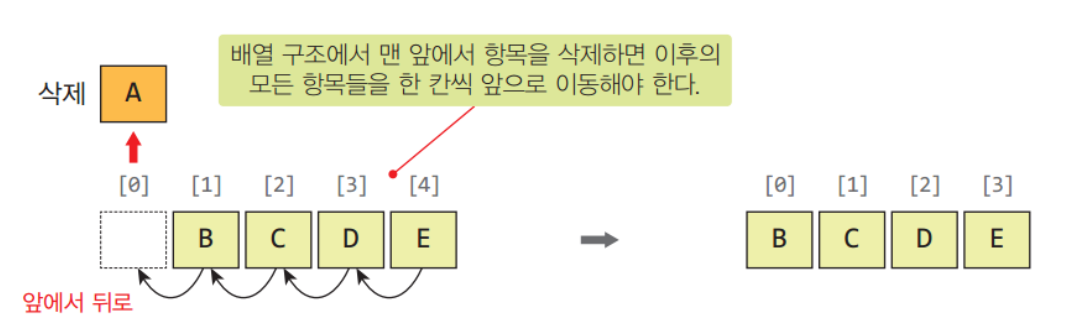 배열 구조에서 맨 앞에서 항목을 삭제하면 이후의
모든 항목들을 한 칸씩 앞으로 이동해야 한다.
삭제 A
[0] [1] [2] [3] [4]
B C D E
앞에서 뒤로
[0] [1] [2] [3]
B C D E